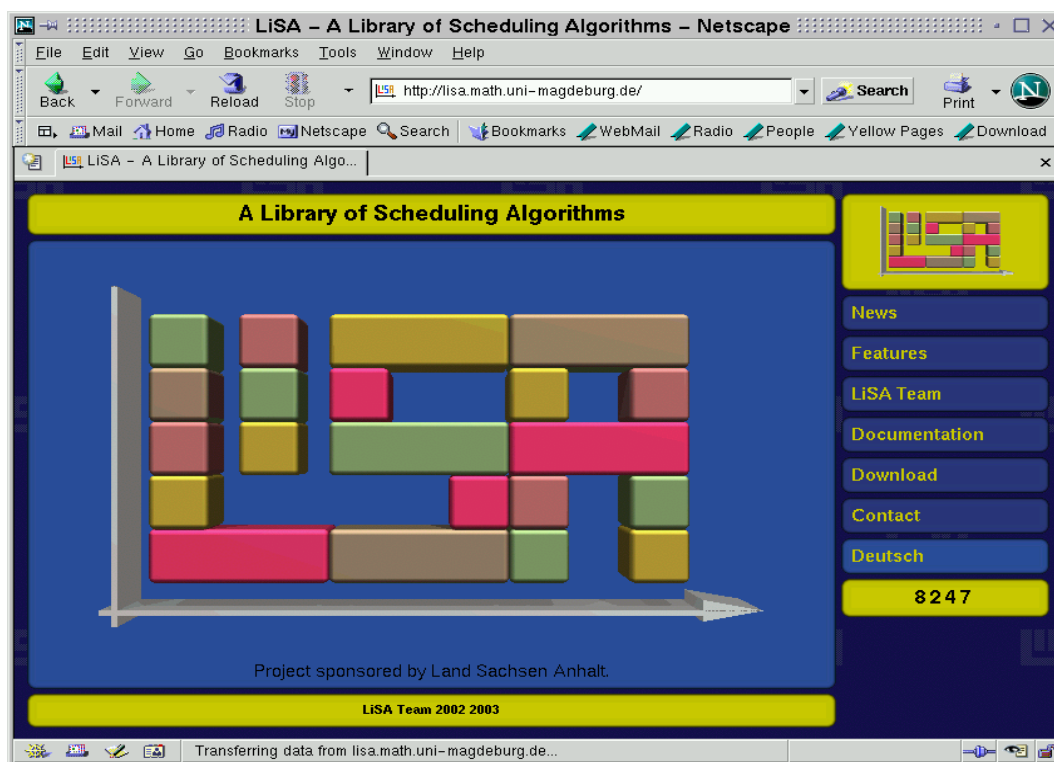 LiSA – A Library of Scheduling Algorithms – Netscape
File Edit View Go Bookmarks Tools Window Help
Back Forward Reload Stop http://lisa.math.uni-magdeburg.de/ Search Print
Mail Home Radio Netscape Search Bookmarks WebMail Radio People Yellow Pages Download
LiSA – A Library of Scheduling Algo...
A Library of Scheduling Algorithms
News
Features
LiSA Team
Documentation
Download
Contact
Deutsch
8247
Project sponsored by Land Sachsen Anhalt.
LiSA Team 2002 2003
Transferring data from lisa.math.uni-magdeburg.de...